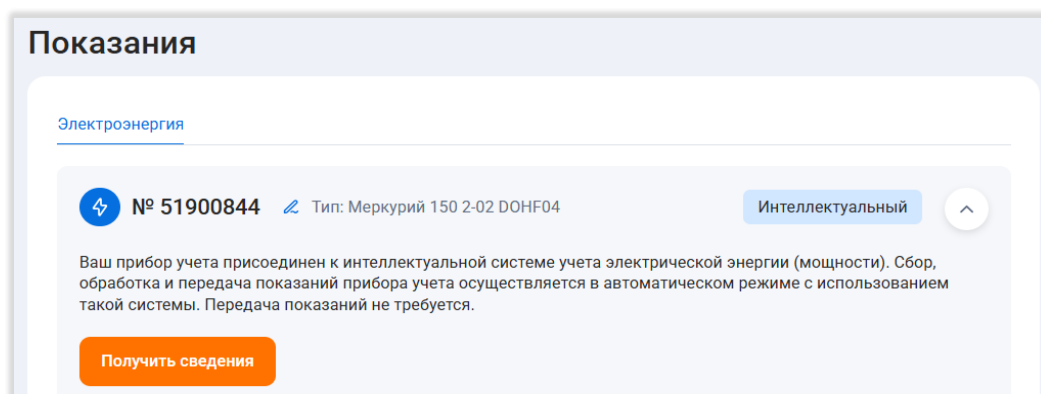 Показания
Электроэнергия
№ 51900844 Тип: Меркурий 150 2-02 DOHF04 Интеллектуальный
Ваш прибор учета присоединен к интеллектуальной системе учета электрической энергии (мощности). Сбор,
обработка и передача показаний прибора учета осуществляется в автоматическом режиме с использованием
такой системы. Передача показаний не требуется.
Получить сведения